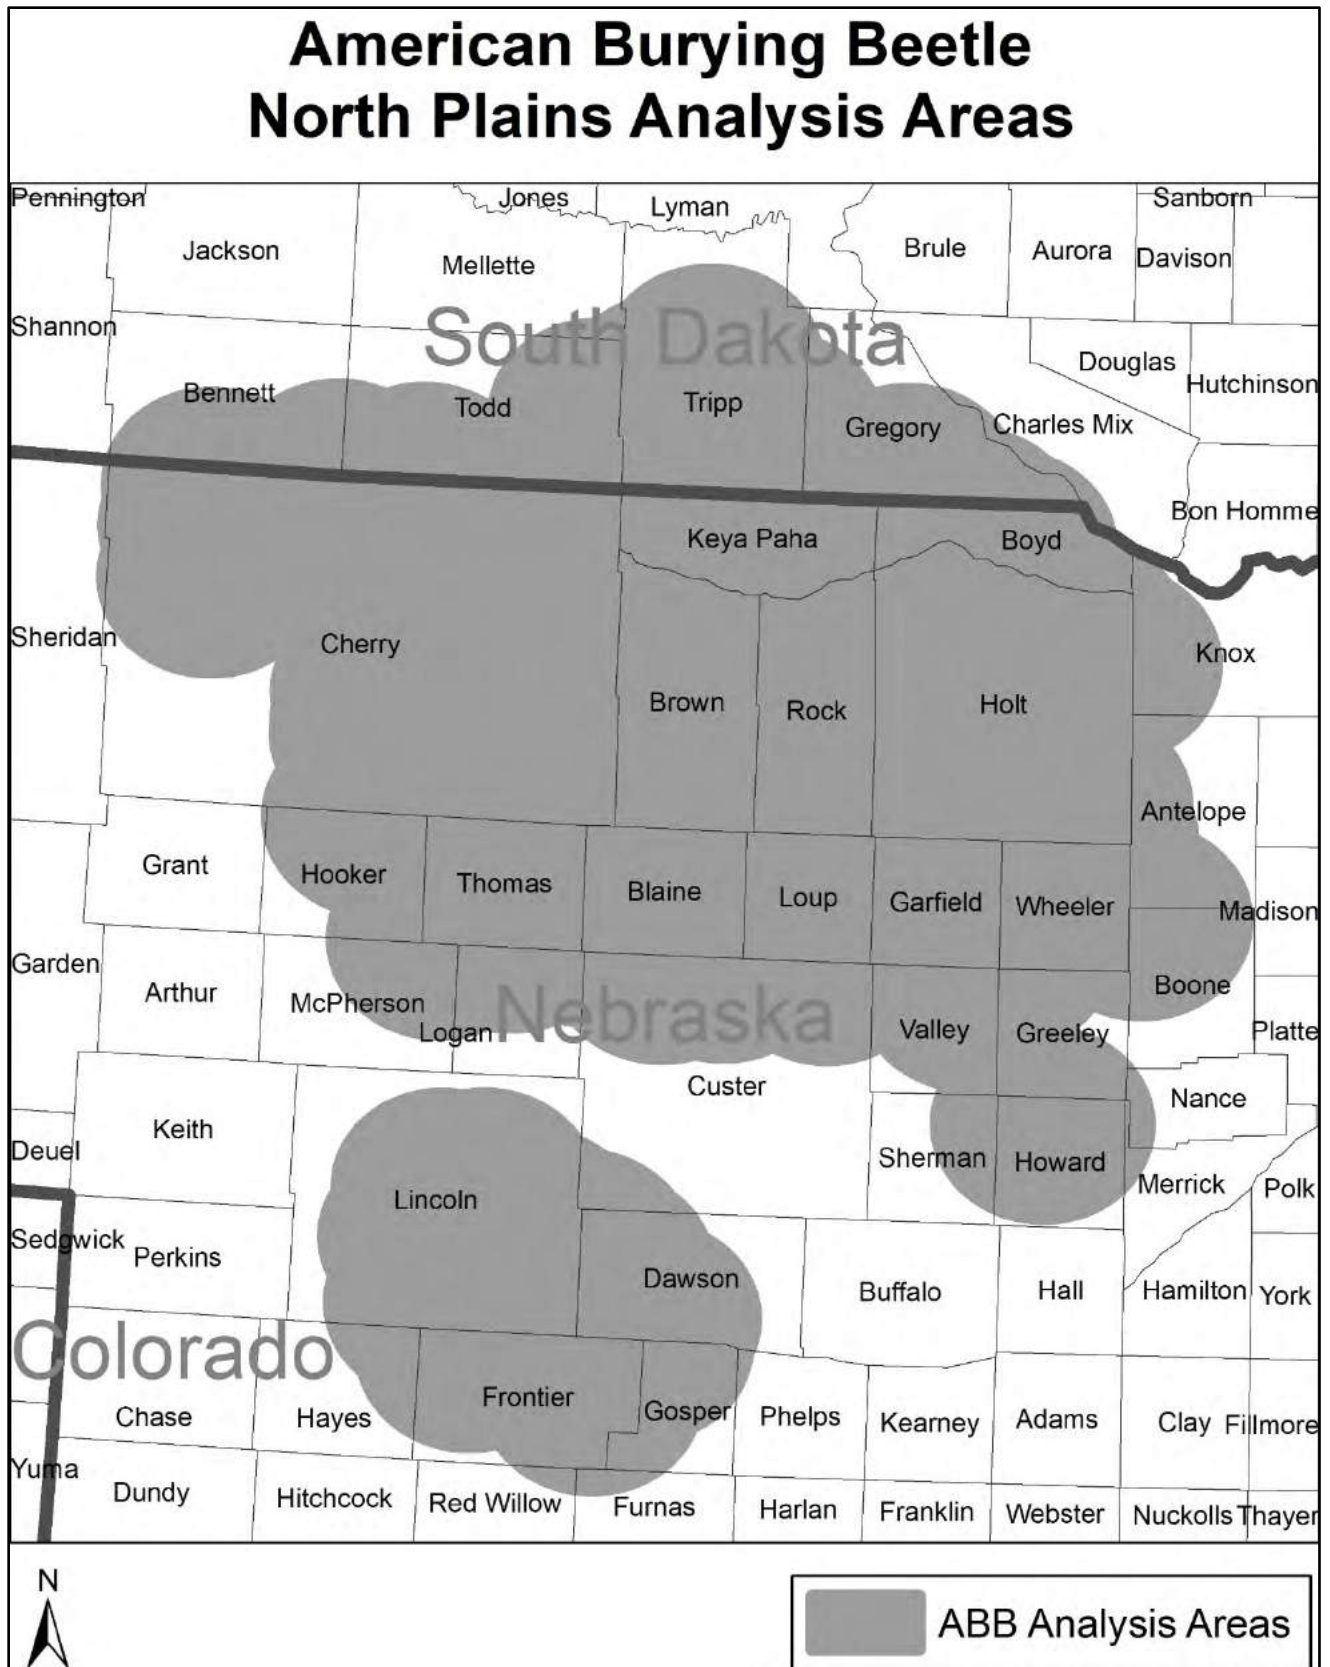 American Burying Beetle
North Plains Analysis Areas
Pennington
Jones
Sanborn
Lyman
Jackson
Mellette
Brule
Aurora
Davison
Shannon
South Dakota
Douglas
Hutchinson
Bennett
Todd
Tripp
Gregory
Charles Mix
Bon Homme
Keya Paha
Boyd
Sheridan
Cherry
Knox
Brown
Rock
Holt
Antelope
Grant
Hooker
Thomas
Blaine
Loup
Garfield
Wheeler
Madison
Garden
Arthur
McPherson
Logan
Nebraska
Valley
Greeley
Boone
Platte
Custer
Nance
Keith
Deuel
Lincoln
Sherman
Howard
Merrick
Polk
Sedgwick
Perkins
Dawson
Buffalo
Hall
Hamilton
York
Colorado
Chase
Hayes
Frontier
Gosper
Phelps
Kearney
Adams
Clay
Fillmore
Yuma
Dundy
Hitchcock
Red Willow
Furnas
Harlan
Franklin
Webster
Nuckolls
Thayer
N
ABB Analysis Areas